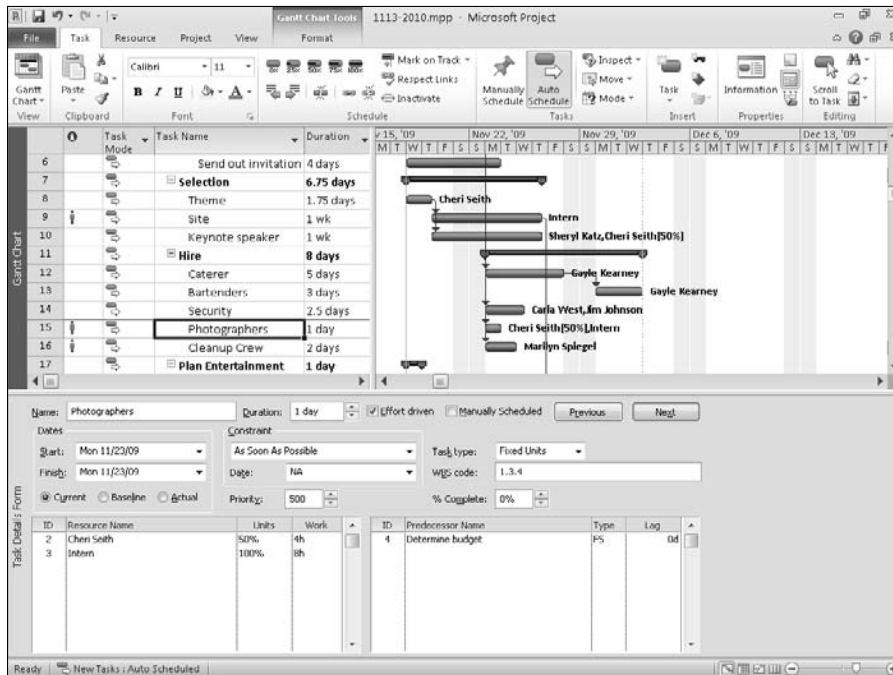 Gantt Chart Tools 1113-2010.mpp - Microsoft Project
File Task Resource Project View Format
Gantt Chart
View
Paste
Clipboard
Calibri 11
B I U A
Font
0% 25% 50% 75% 100%
Mark on Track
Respect Links
Inactivate
Schedule
Manually Schedule
Auto Schedule
Inspect
Move
Mode
Tasks
Task
Insert
Information
Properties
Scroll to Task
Editing
Task Mode Task Name Duration
15, '09 Nov 22, '09 Nov 29, '09 Dec 6, '09 Dec 13, '09
M T W T F S S M T W T F S S M T W T F S S M T W T F S S M T W T F
6 Send out invitation 4 days
7 Selection 6.75 days
8 Theme 1.75 days Cheri Seith
9 Site 1 wk Intern
10 Keynote speaker 1 wk Sheryl Katz,Cheri Seith[50%]
11 Hire 8 days
12 Caterer 5 days Gayle Kearney
13 Bartenders 3 days Gayle Kearney
14 Security 2.5 days Carla West,Jim Johnson
15 Photographers 1 day Cheri Seith[50%],Intern
16 Cleanup Crew 2 days Marilyn Spiegel
17 Plan Entertainment 1 day
Gantt Chart
Name: Photographers Duration: 1 day Effort driven Manually Scheduled Previous Next
Dates Constraint
Start: Mon 11/23/09 As Soon As Possible Task type: Fixed Units
Finish: Mon 11/23/09 Date: NA WBS code: 1.3.4
Current Baseline Actual Priority: 500 % Complete: 0%
ID Resource Name Units Work ID Predecessor Name Type Lag
2 Cheri Seith 50% 4h 4 Determine budget FS 0d
3 Intern 100% 8h
Task Details Form
Ready New Tasks : Auto Scheduled